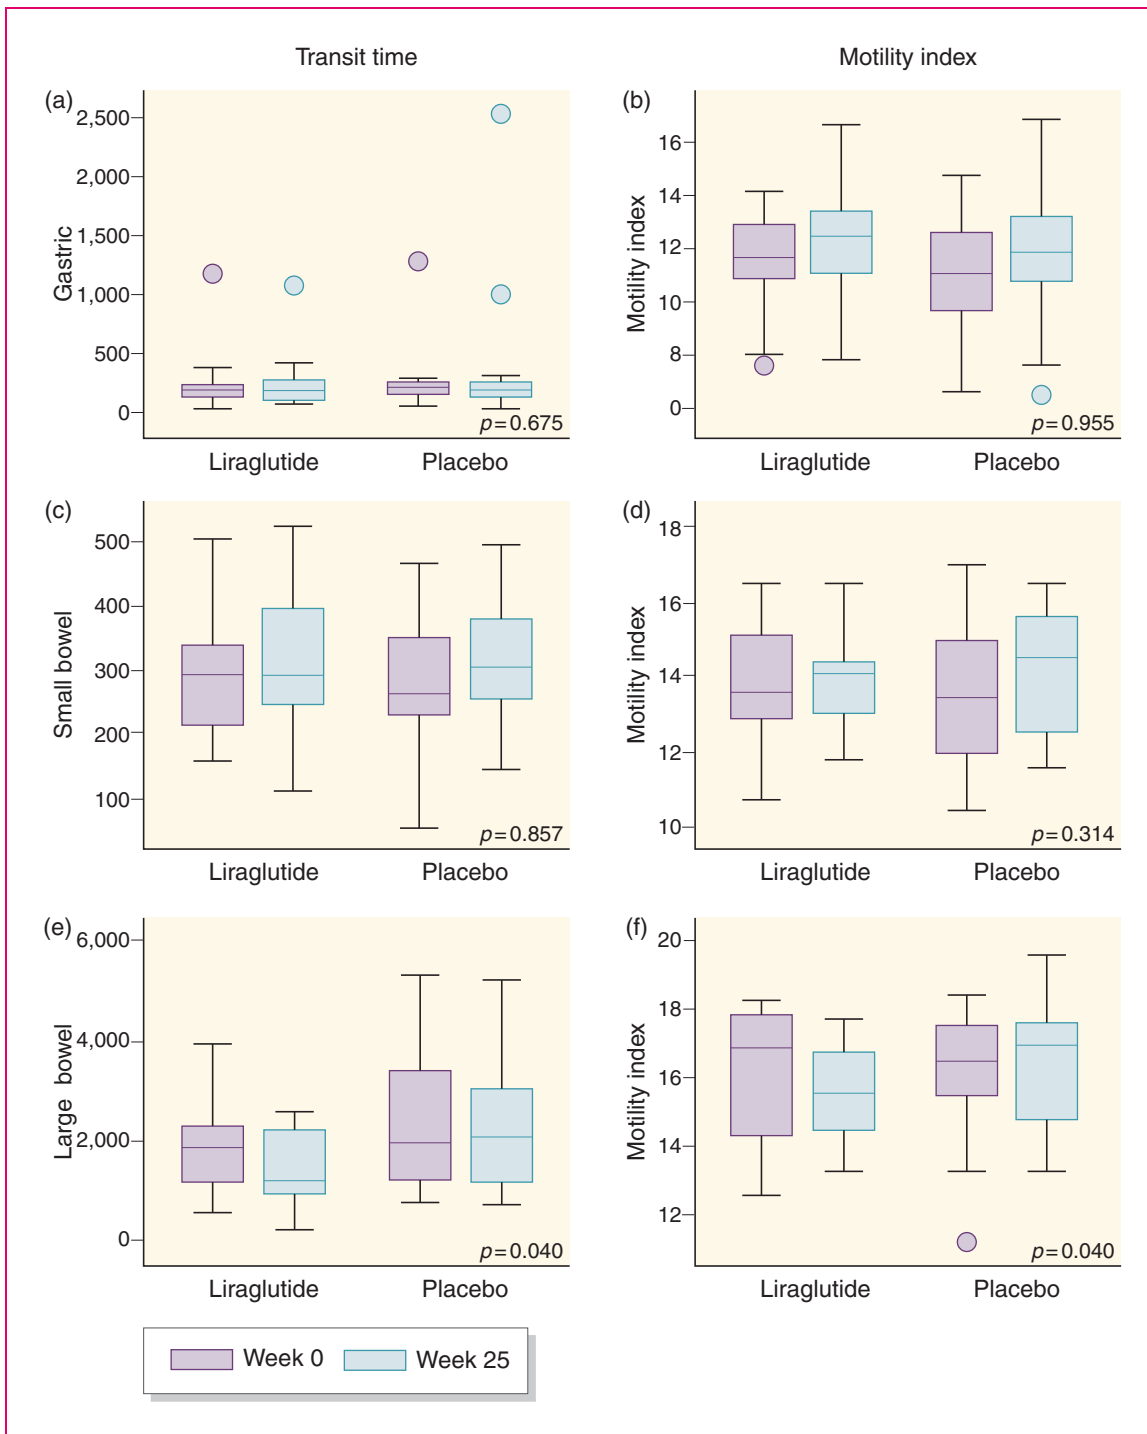 Transit time
Motility index
(a)
2,500
2,000
1,500
1,000
500
0
Gastric
p=0.675
Liraglutide
Placebo
(b)
16
14
12
10
8
0
Motility index
p=0.955
Liraglutide
Placebo
(c)
500
400
300
200
100
Small bowel
p=0.857
Liraglutide
Placebo
(d)
18
16
14
12
10
Motility index
p=0.314
Liraglutide
Placebo
(e)
6,000
4,000
2,000
0
Large bowel
p=0.040
Liraglutide
Placebo
(f)
20
18
16
14
12
Motility index
p=0.040
Liraglutide
Placebo
Week 0
Week 25